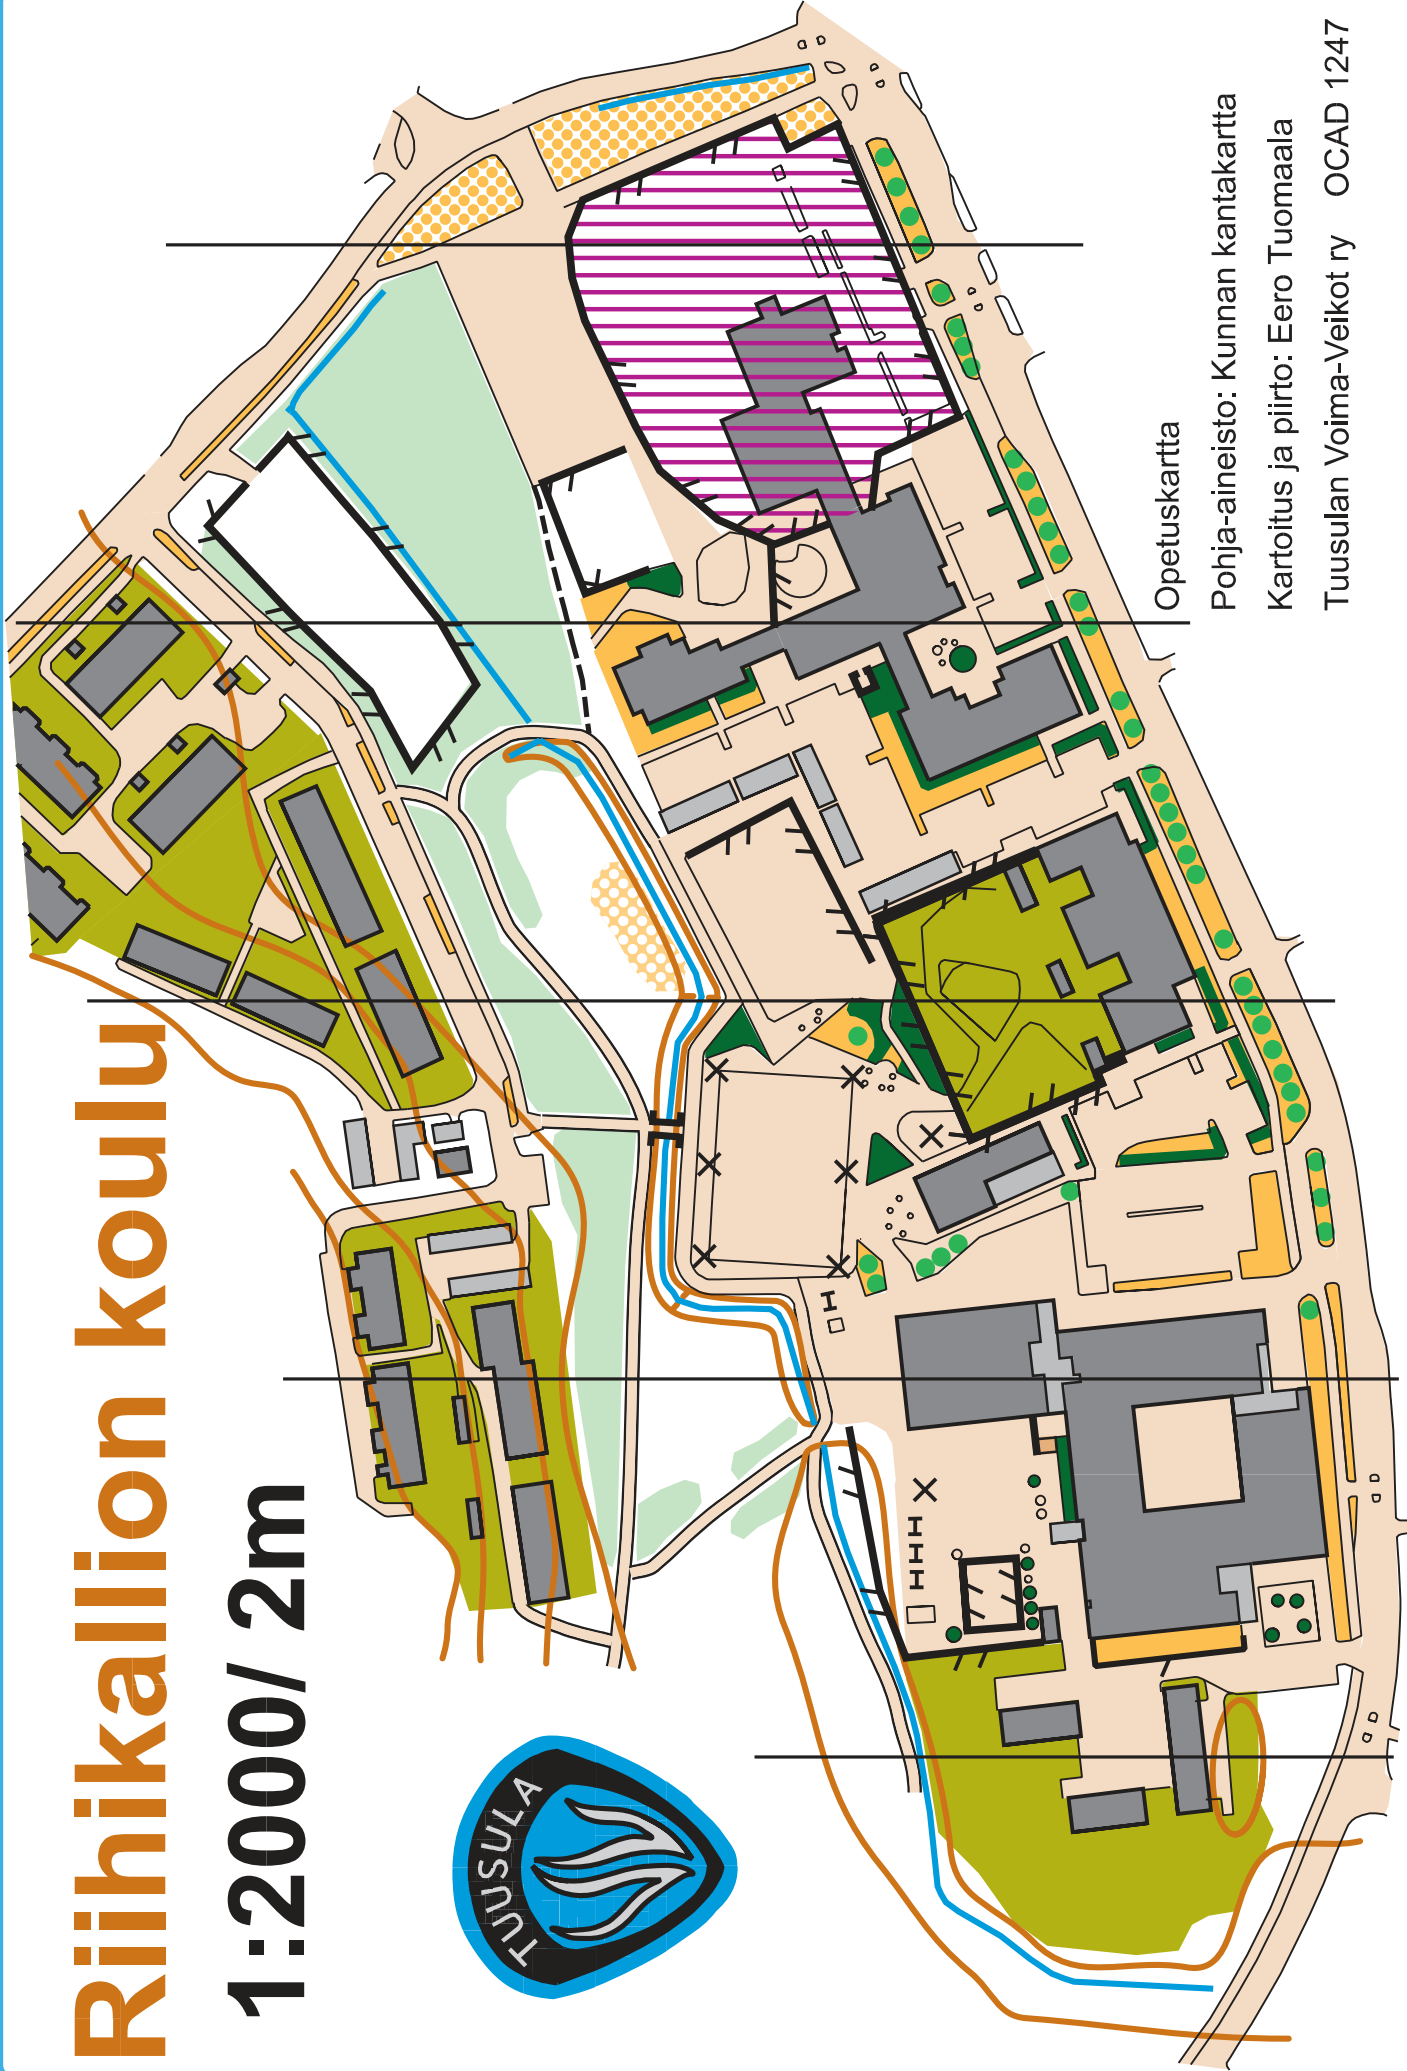 Riihikallion koulu
1:2000/ 2m
TUUSULA
Opetuskartta
Pohja-aineisto: Kunnan kantakartta
Kartoitus ja piirto: Eero Tuomaala
Tuusulan Voima-Veikot ry OCAD 1247